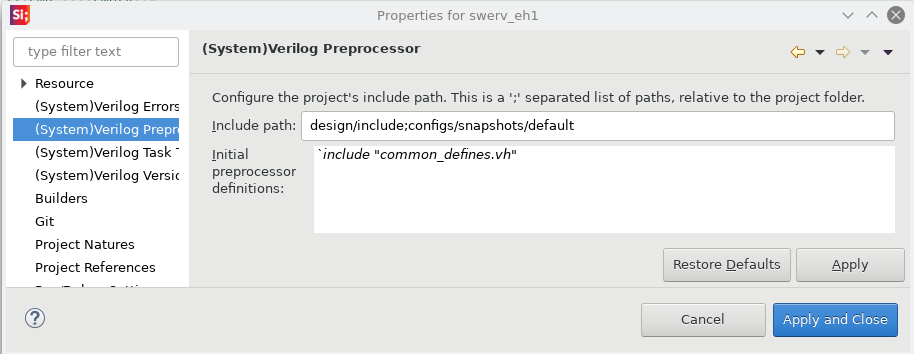 Si;
Properties for swerv_eh1
type filter text
Resource
(System)Verilog Errors
(System)Verilog Prepr
(System)Verilog Task T
(System)Verilog Versic
Builders
Git
Project Natures
Project References
(System)Verilog Preprocessor
Configure the project's include path. This is a ';' separated list of paths, relative to the project folder.
Include path: design/include;configs/snapshots/default
Initial
preprocessor
definitions:
`include "common_defines.vh"
Restore Defaults
Apply
?
Cancel
Apply and Close